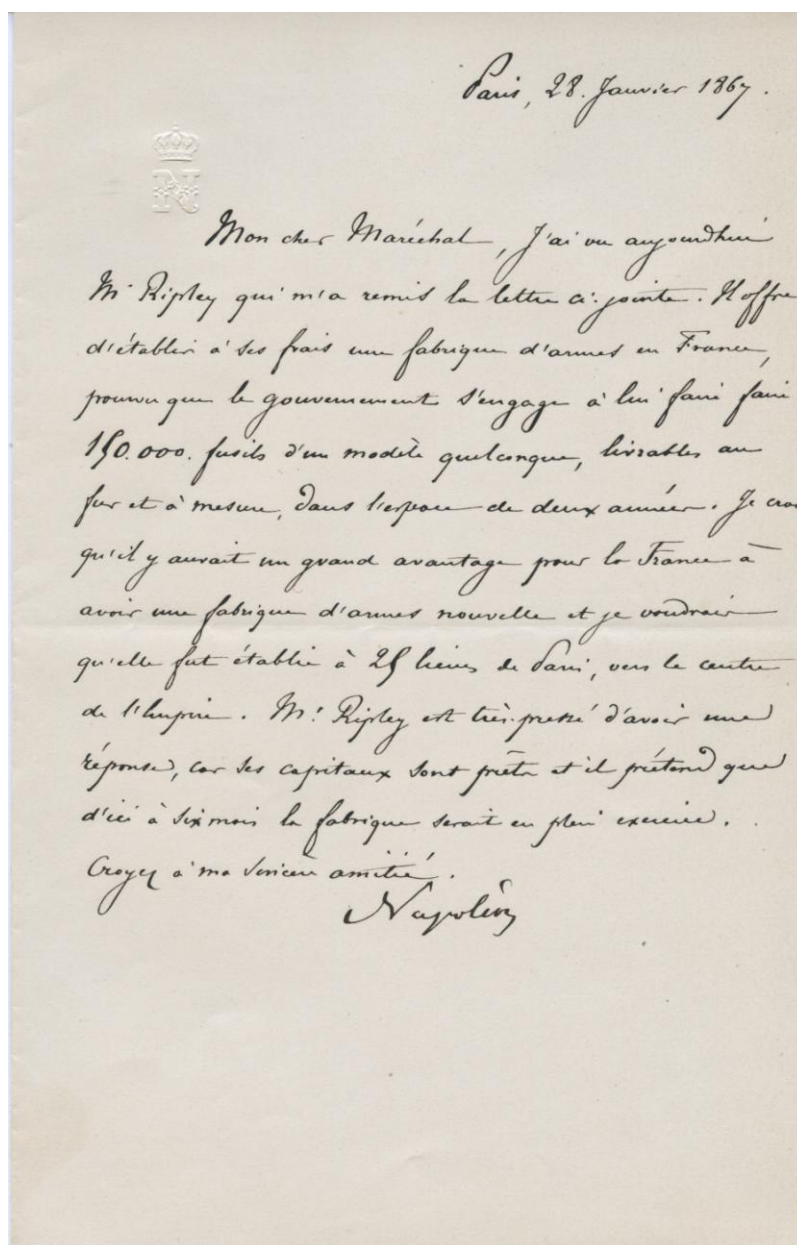 Paris, 28. Janvier 1867.
N
Mon cher Maréchal, J'ai vu aujourdhui
Mr Ripley qui m'a remis la lettre ci-jointe. Il offre
d'établir à ses frais une fabrique d'armes en France,
pourvu que le gouvernement s'engage à lui faire faire
150.000. fusils d'un modèle quelconque, livrables au
fur et à mesure, dans l'espace de deux années. Je crois
qu'il y aurait un grand avantage pour la France à
avoir une fabrique d'armes nouvelle et je voudrais
qu'elle fut établie à 25 lieues de Paris, vers le centre
de l'Empire. Mr. Ripley est très-pressé d'avoir une
réponse, car ses capitaux sont prêts et il prétend que
d'ici à six mois la fabrique serait en plein exercice.
Croyez à ma sincère amitié.
Napoléon